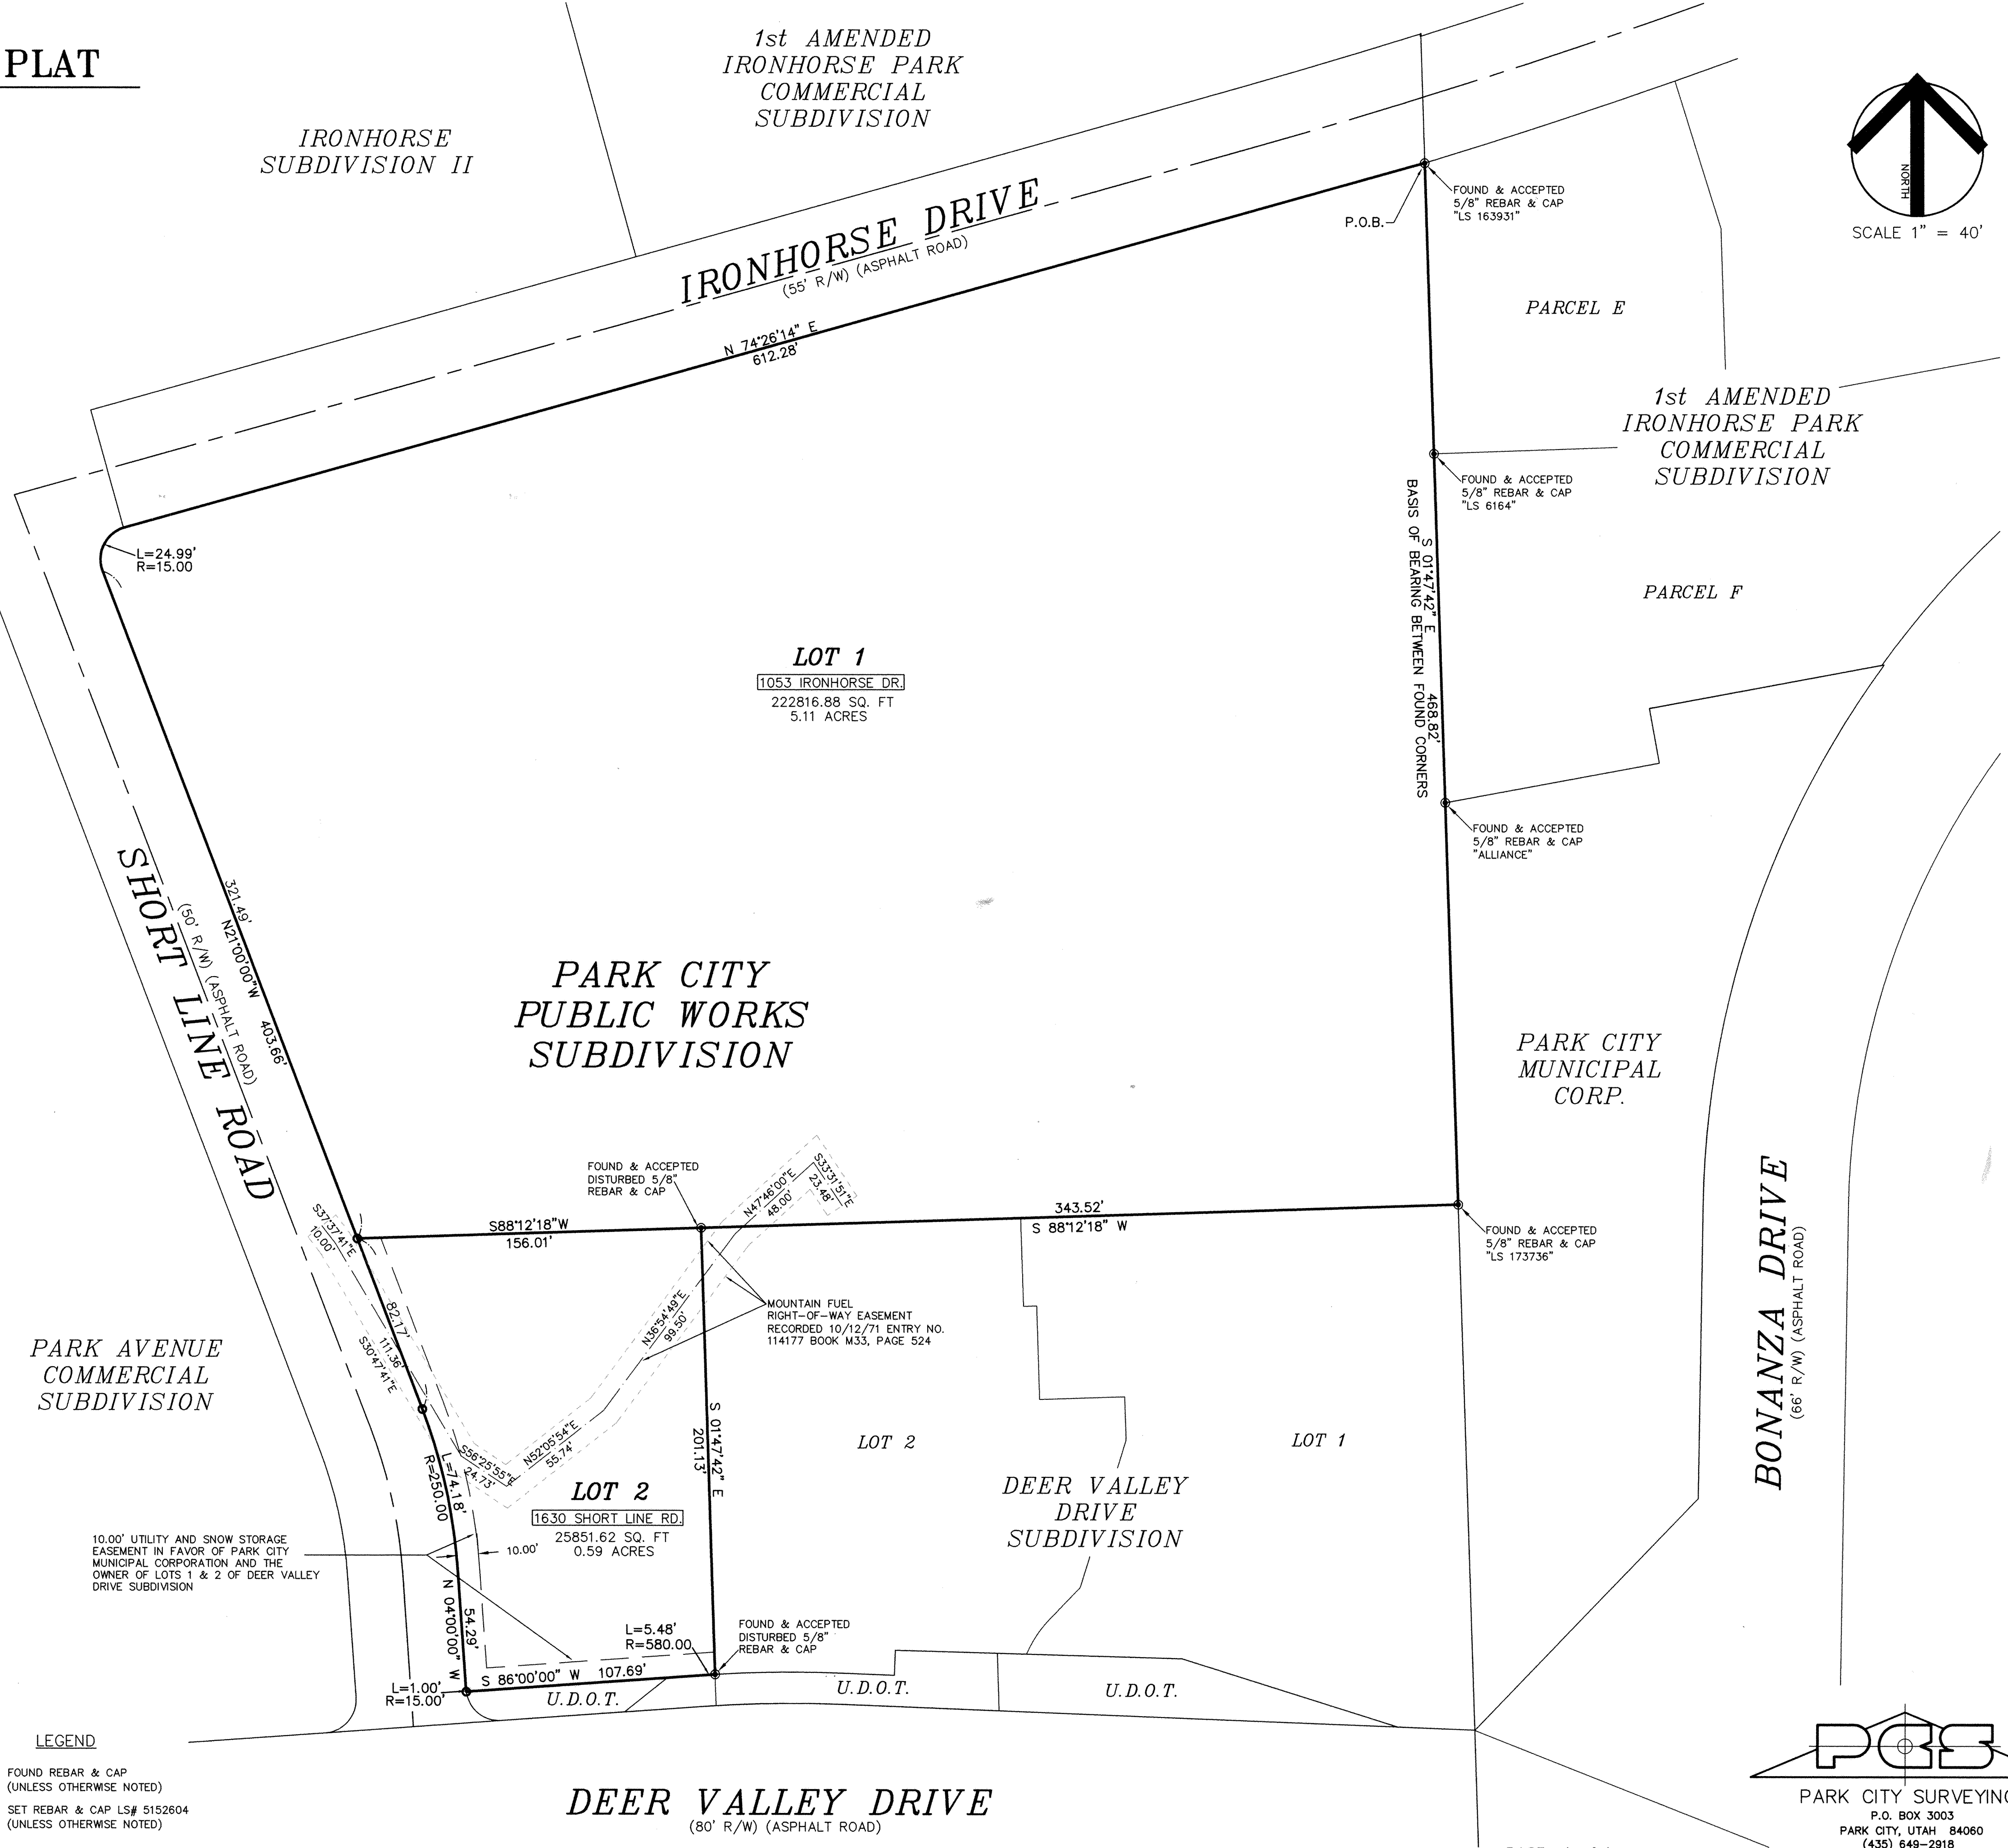 PLAT
1st AMENDED
IRONHORSE PARK
COMMERCIAL
SUBDIVISION
IRONHORSE
SUBDIVISION II
NORTH
SCALE 1" = 40'
IRONHORSE DRIVE
(55' R/W) (ASPHALT ROAD)
N 74°26'14" E
612.28'
P.O.B.
FOUND & ACCEPTED
5/8" REBAR & CAP
"LS 163931"
PARCEL E
1st AMENDED
IRONHORSE PARK
COMMERCIAL
SUBDIVISION
FOUND & ACCEPTED
5/8" REBAR & CAP
"LS 6164"
S 01°47'42" E
468.82'
BASIS OF BEARING BETWEEN FOUND CORNERS
PARCEL F
L=24.99'
R=15.00
LOT 1
1053 IRONHORSE DR.
222816.88 SQ. FT
5.11 ACRES
FOUND & ACCEPTED
5/8" REBAR & CAP
"ALLIANCE"
SHORT LINE ROAD
(50' R/W) (ASPHALT ROAD)
321.49'
N21°00'00"W
403.66'
PARK CITY
PUBLIC WORKS
SUBDIVISION
PARK CITY
MUNICIPAL
CORP.
FOUND & ACCEPTED
DISTURBED 5/8"
REBAR & CAP
N47°46'00"E
48.00'
S33°31'51"E
23.48'
S37°37'41"E
10.00'
S88°12'18"W
156.01'
343.52'
S 88°12'18" W
FOUND & ACCEPTED
5/8" REBAR & CAP
"LS 173736"
BONANZA DRIVE
(66' R/W) (ASPHALT ROAD)
MOUNTAIN FUEL
RIGHT-OF-WAY EASEMENT
RECORDED 10/12/71 ENTRY NO.
114177 BOOK M33, PAGE 524
N36°54'49"E
99.50'
82.17'
111.36'
S30°47'41"E
PARK AVENUE
COMMERCIAL
SUBDIVISION
S56°25'55"E
24.73'
N52°05'54"E
55.74'
S 01°47'42" E
201.13'
LOT 2
LOT 1
DEER VALLEY
DRIVE
SUBDIVISION
L=74.18'
R=250.00
LOT 2
1630 SHORT LINE RD.
25851.62 SQ. FT
0.59 ACRES
10.00'
10.00' UTILITY AND SNOW STORAGE
EASEMENT IN FAVOR OF PARK CITY
MUNICIPAL CORPORATION AND THE
OWNER OF LOTS 1 & 2 OF DEER VALLEY
DRIVE SUBDIVISION
54.29'
N 04°00'00" W
L=5.48'
R=580.00
FOUND & ACCEPTED
DISTURBED 5/8"
REBAR & CAP
S 86°00'00" W 107.69'
L=1.00'
R=15.00'
U.D.O.T.
U.D.O.T.
U.D.O.T.
LEGEND
FOUND REBAR & CAP
(UNLESS OTHERWISE NOTED)
SET REBAR & CAP LS# 5152604
(UNLESS OTHERWISE NOTED)
DEER VALLEY DRIVE
(80' R/W) (ASPHALT ROAD)
PCS
PARK CITY SURVEYING
P.O. BOX 3003
PARK CITY, UTAH 84060
(435) 649-2918